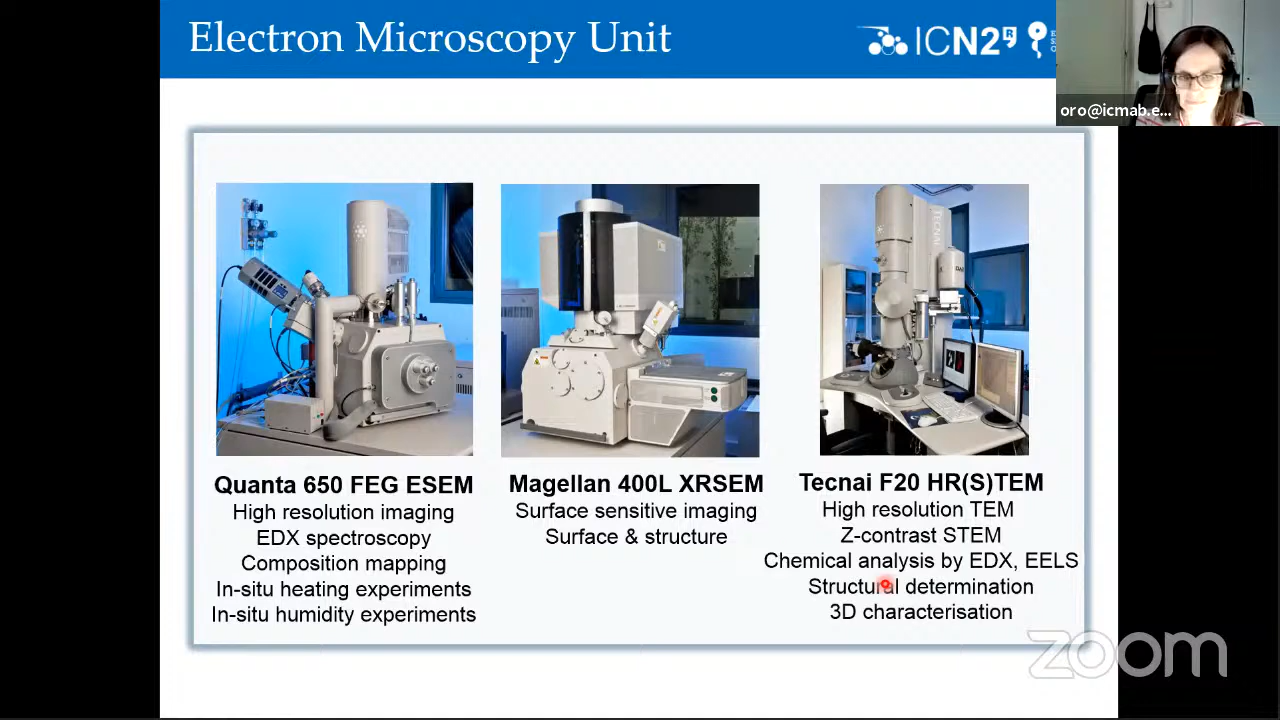 Electron Microscopy Unit
ICN2
oro@icmab.e...
TECNAI
Quanta 650 FEG ESEM
High resolution imaging
EDX spectroscopy
Composition mapping
In-situ heating experiments
In-situ humidity experiments
Magellan 400L XRSEM
Surface sensitive imaging
Surface & structure
Tecnai F20 HR(S)TEM
High resolution TEM
Z-contrast STEM
Chemical analysis by EDX, EELS
Structural determination
3D characterisation
zoom